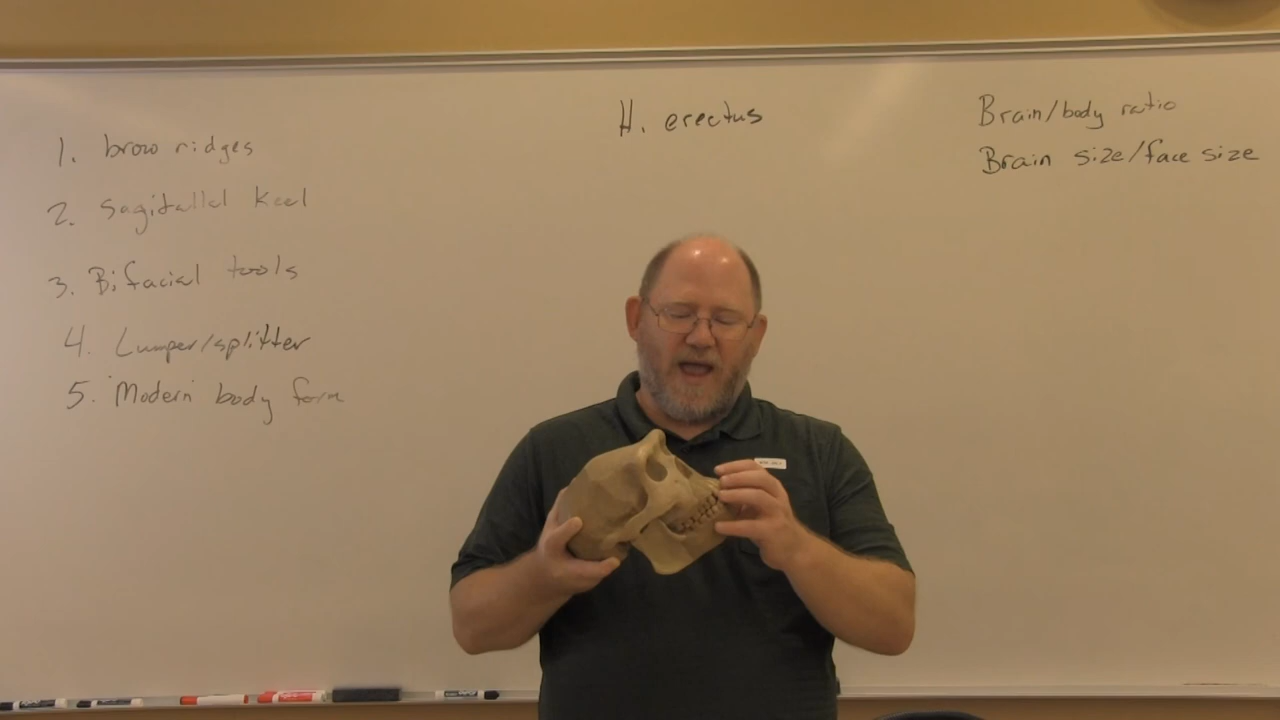 H. erectus
1. brow ridges
2. Sagitallal Keel
3. Bifacial tools
4. Lumper/splitter
5. Modern body form
Brain/body ratio
Brain size/face size